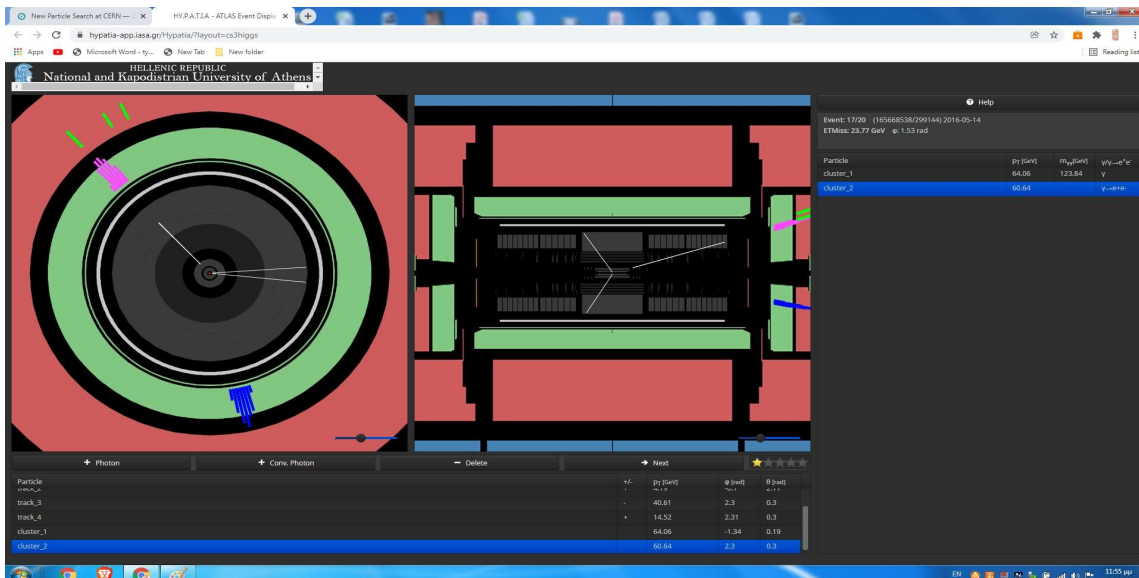 New Particle Search at CERN —
HY.P.A.T.I.A - ATLAS Event Displa
hypatia-app.iasa.gr/Hypatia/?layout=cs3higgs
Apps Microsoft Word - ty... New Tab New folder Reading list
HELLENIC REPUBLIC
National and Kapodistrian University of Athens
Help
Event: 17/20 (165668538/299144) 2016-05-14
ETMiss: 23.77 GeV φ: 1.53 rad
Particle pT [GeV] mγγ[GeV] γ/γ→e+e-
cluster_1 64.06 123.84 γ
cluster_2 60.64 γ→e+e-
+ Photon + Conv. Photon − Delete → Next
Particle +/- pT [GeV] φ [rad] θ [rad]
track_3 - 40.61 2.3 0.3
track_4 + 14.52 2.31 0.3
cluster_1 64.06 -1.34 0.19
cluster_2 60.64 2.3 0.3
EN 11:55 μμ